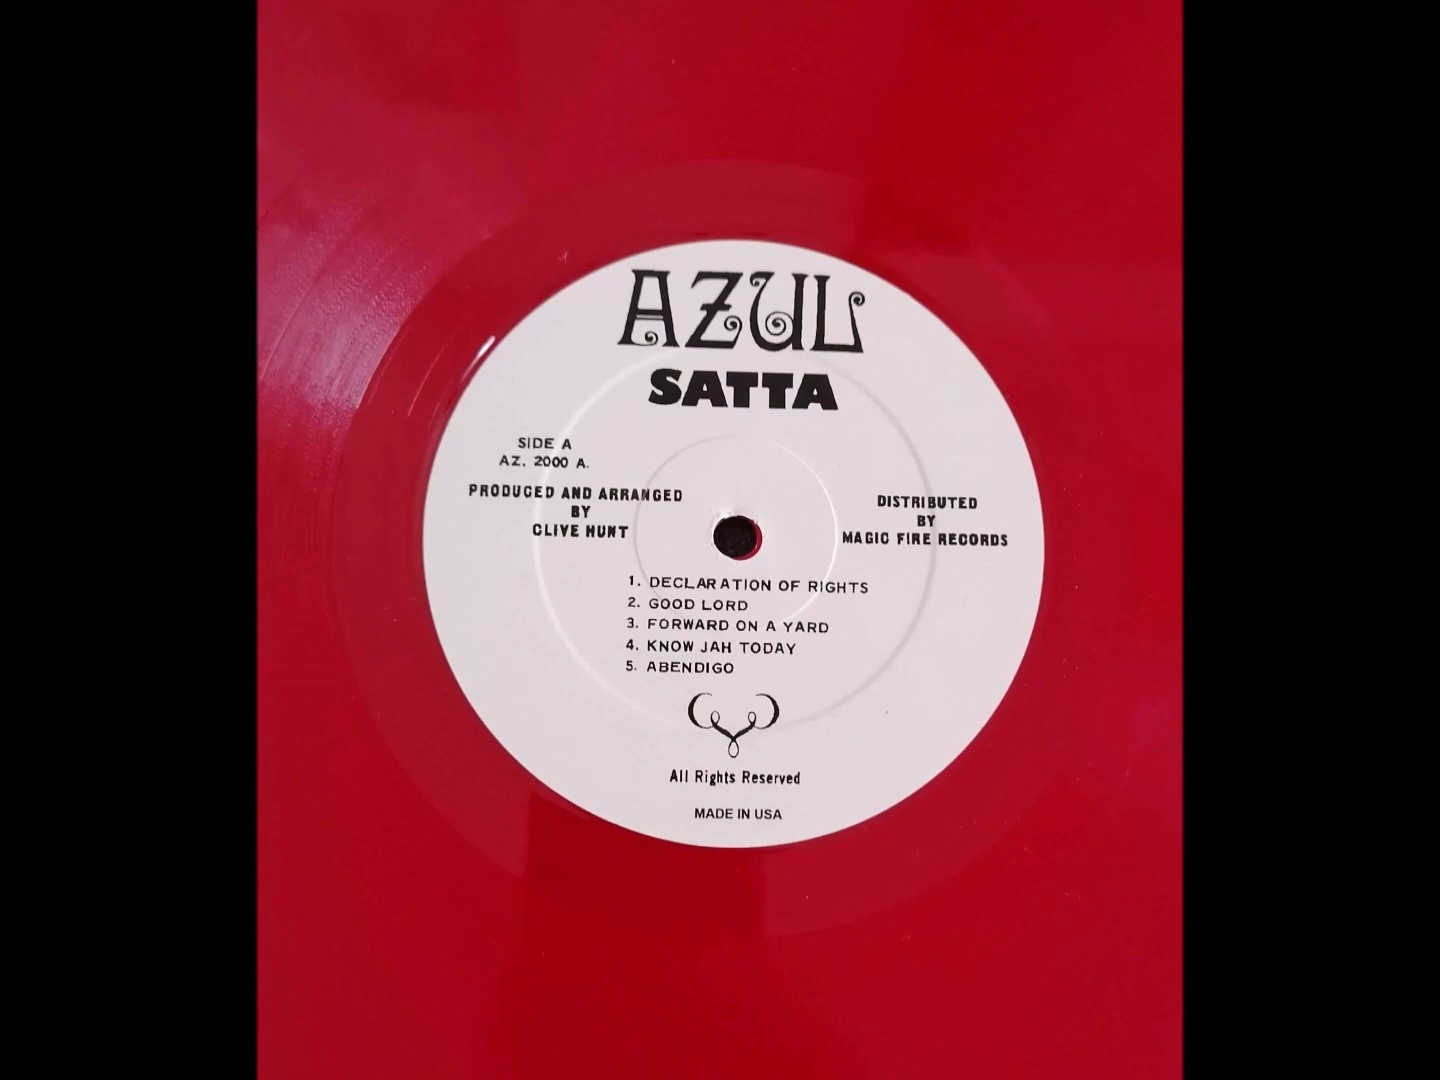 AZUL
SATTA
SIDE A
AZ. 2000 A.
PRODUCED AND ARRANGED
BY
CLIVE HUNT
DISTRIBUTED
BY
MAGIC FIRE RECORDS
1. DECLARATION OF RIGHTS
2. GOOD LORD
3. FORWARD ON A YARD
4. KNOW JAH TODAY
5. ABENDIGO
All Rights Reserved
MADE IN USA